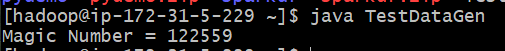 [hadoop@ip-172-31-5-229 ~]$ java TestDataGen
Magic Number = 122559